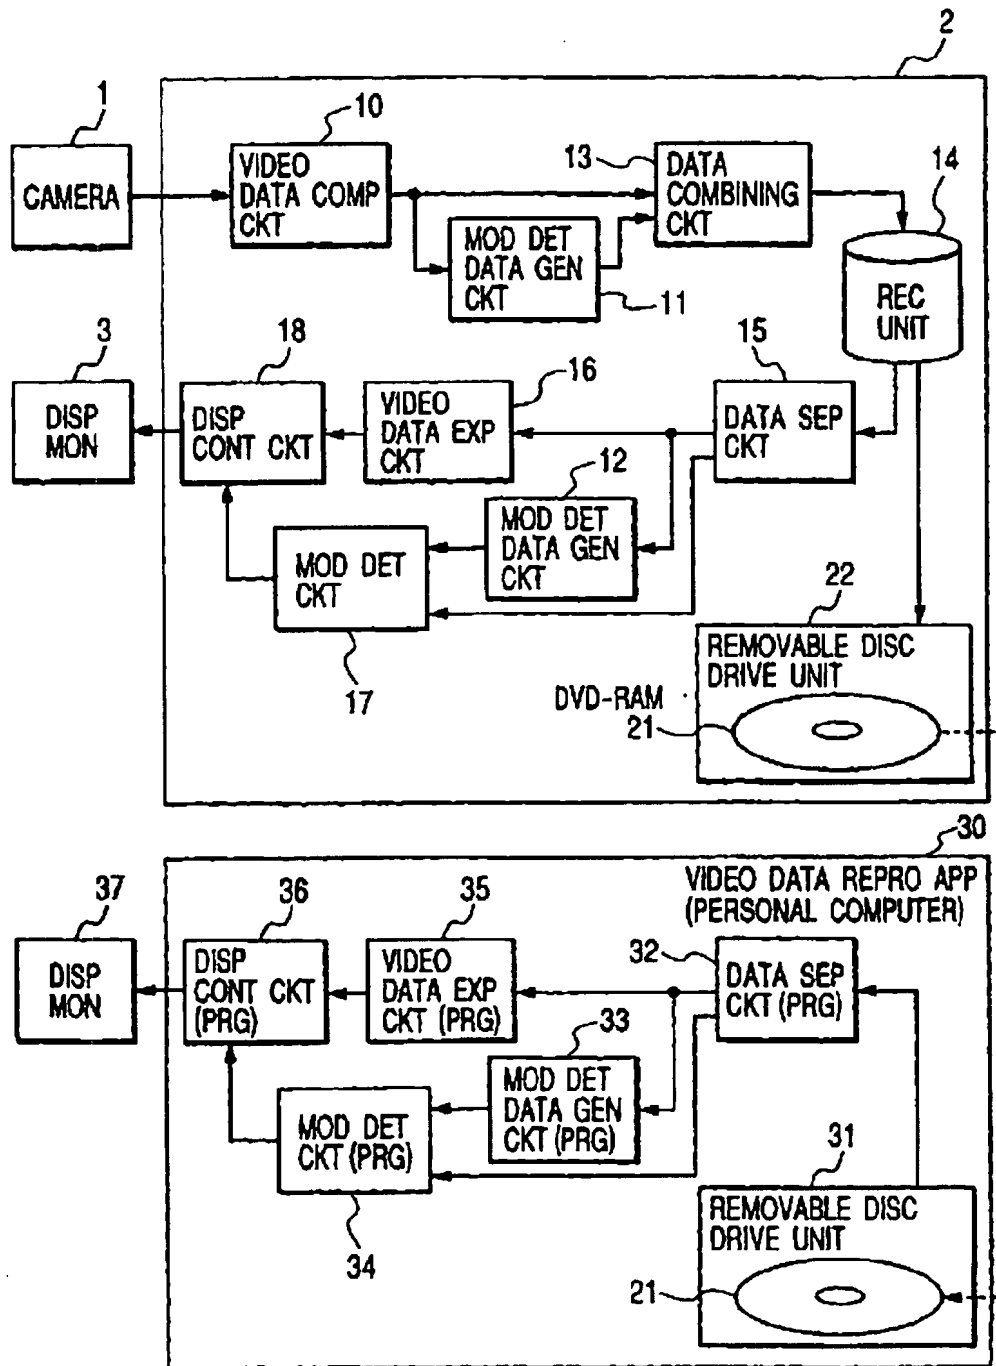 2
1
10
13
14
CAMERA
VIDEO
DATA COMP
CKT
DATA
COMBINING
CKT
MOD DET
DATA GEN
CKT
11
REC
UNIT
3
18
16
15
DISP
MON
DISP
CONT CKT
VIDEO
DATA EXP
CKT
DATA SEP
CKT
12
MOD DET
DATA GEN
CKT
MOD DET
CKT
17
22
REMOVABLE DISC
DRIVE UNIT
DVD-RAM
21
30
VIDEO DATA REPRO APP
(PERSONAL COMPUTER)
37
36
35
32
DISP
MON
DISP
CONT CKT
(PRG)
VIDEO
DATA EXP
CKT (PRG)
DATA SEP
CKT (PRG)
33
MOD DET
DATA GEN
CKT (PRG)
MOD DET
CKT (PRG)
34
31
REMOVABLE DISC
DRIVE UNIT
21